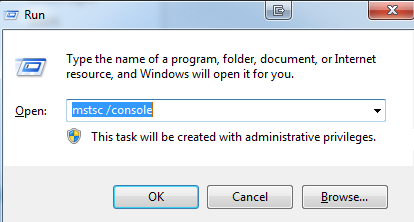 Run
Type the name of a program, folder, document, or Internet
resource, and Windows will open it for you.
Open: mstsc /console
This task will be created with administrative privileges.
OK Cancel Browse...